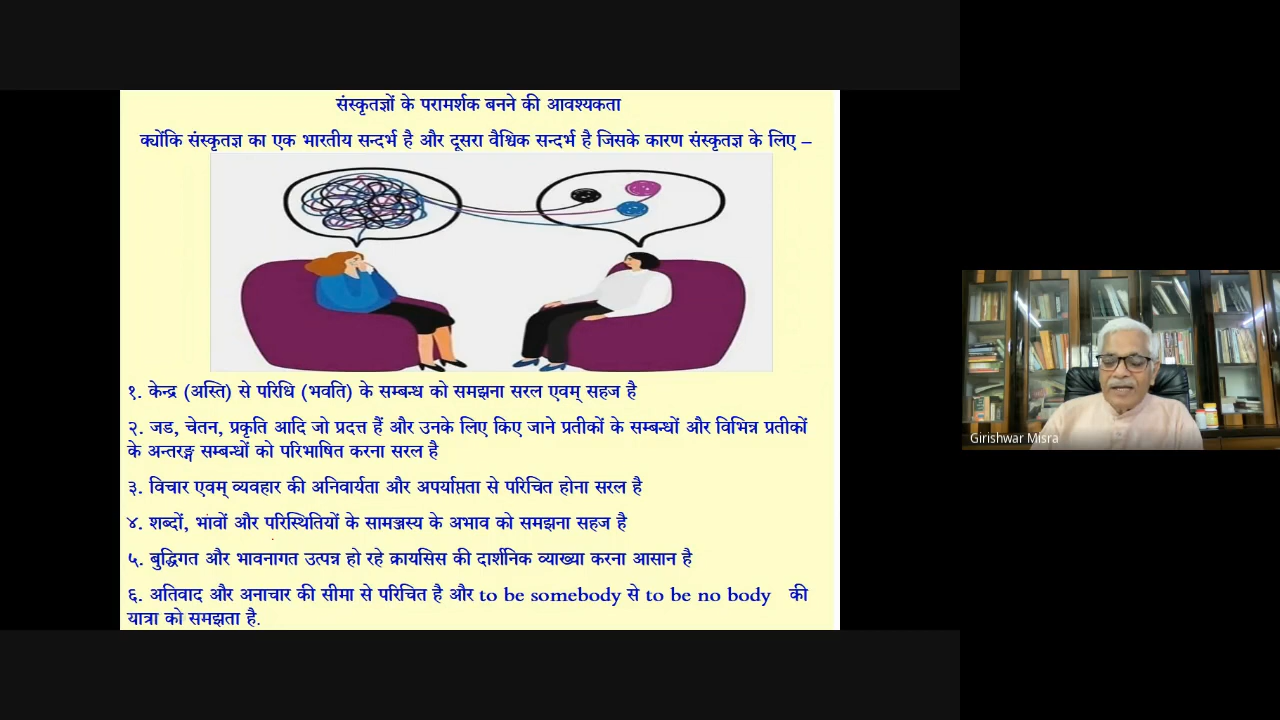 संस्कृतज्ञों के परामर्शक बनने की आवश्यकता
क्योंकि संस्कृतज्ञ का एक भारतीय सन्दर्भ है और दूसरा वैश्विक सन्दर्भ है जिसके कारण संस्कृतज्ञ के लिए –
१. केन्द्र (अस्ति) से परिधि (भवति) के सम्बन्ध को समझना सरल एवम् सहज है
२. जड, चेतन, प्रकृति आदि जो प्रदत्त हैं और उनके लिए किए जाने प्रतीकों के सम्बन्धों और विभिन्न प्रतीकों
के अन्तरङ्ग सम्बन्धों को परिभाषित करना सरल है
३. विचार एवम् व्यवहार की अनिवार्यता और अपर्याप्तता से परिचित होना सरल है
४. शब्दों, भावों और परिस्थितियों के सामञ्जस्य के अभाव को समझना सहज है
५. बुद्धिगत और भावनागत उत्पन्न हो रहे क्रायसिस की दार्शनिक व्याख्या करना आसान है
६. अतिवाद और अनाचार की सीमा से परिचित है और to be somebody से to be no body की
यात्रा को समझता है.
Girishwar Misra